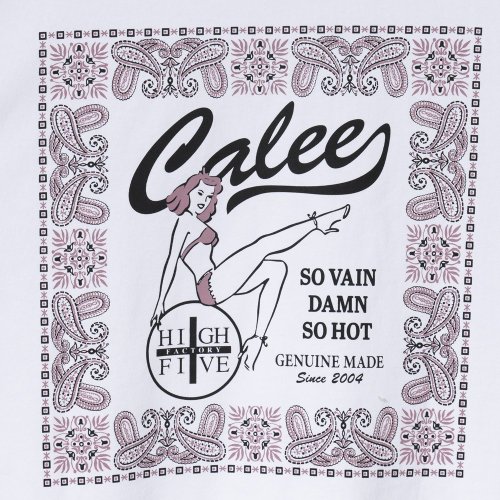 Calee
SO VAIN
DAMN
SO HOT
HIGH
FACTORY
FIVE
GENUINE MADE
Since 2004